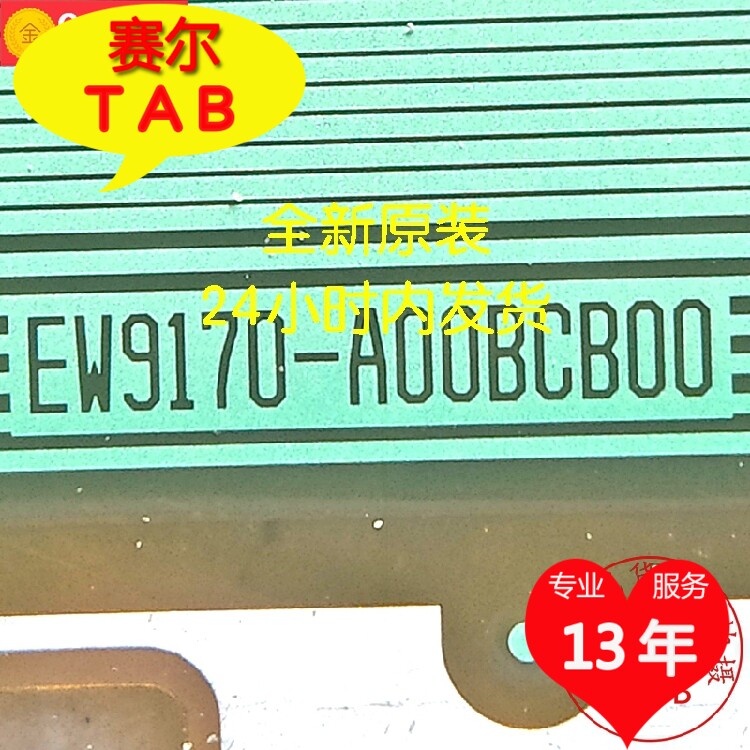 金
赛尔
TAB
全新原装
24小时内发货
EW9170-A00BCB00
专业 服务
13年
B